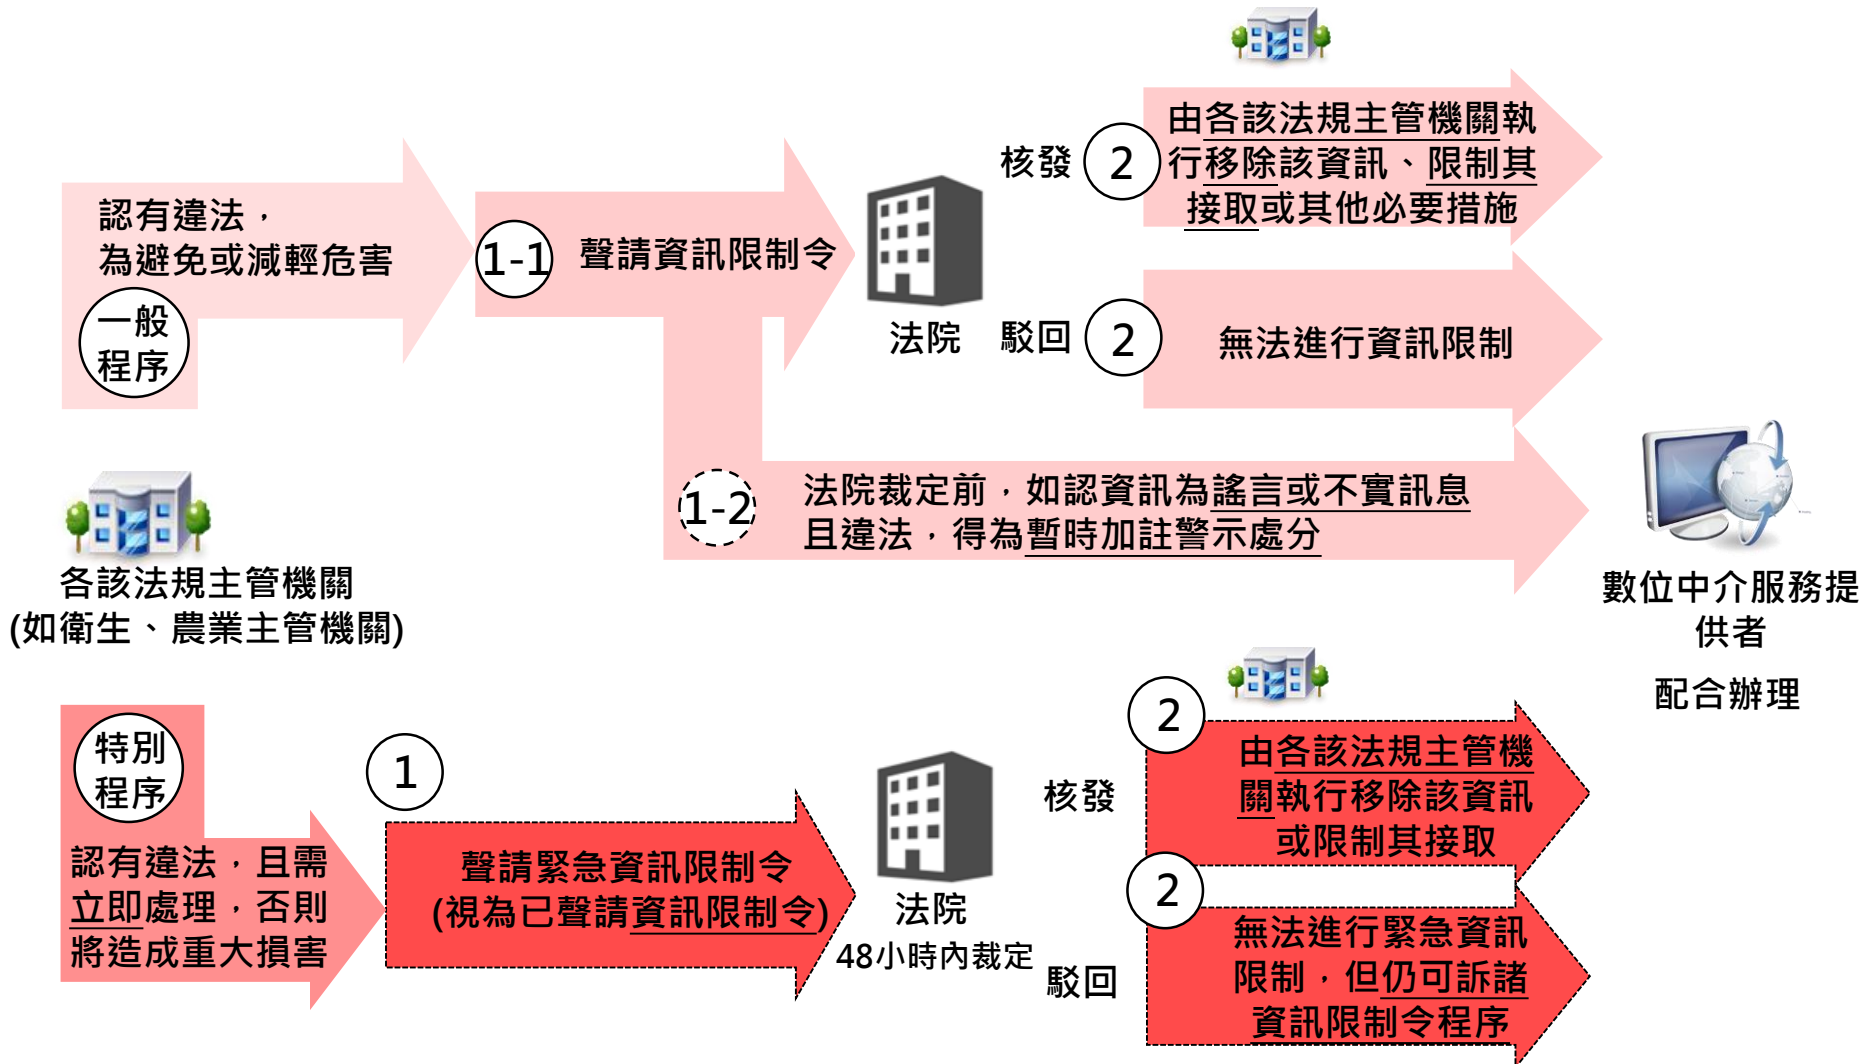 認有違法，
為避免或減輕危害
一般
程序
1-1
聲請資訊限制令
法院
核發
2
由各該法規主管機關執
行移除該資訊、限制其
接取或其他必要措施
駁回
2
無法進行資訊限制
1-2
法院裁定前，如認資訊為謠言或不實訊息
且違法，得為暫時加註警示處分
各該法規主管機關
(如衛生、農業主管機關)
數位中介服務提
供者
配合辦理
特別
程序
認有違法，且需
立即處理，否則
將造成重大損害
1
聲請緊急資訊限制令
(視為已聲請資訊限制令)
法院
48小時內裁定
核發
2
由各該法規主管機
關執行移除該資訊
或限制其接取
駁回
2
無法進行緊急資訊
限制，但仍可訴諸
資訊限制令程序